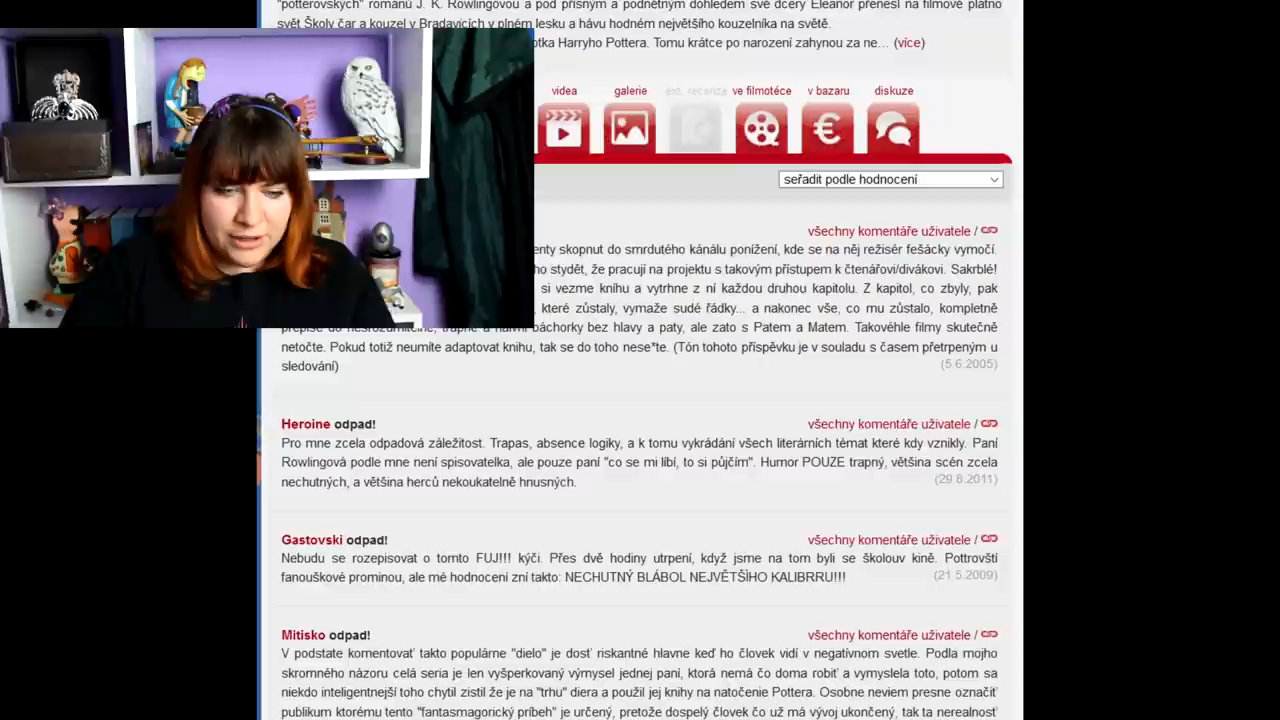 "potterovských" románů J. K. Rowlingovou a pod přísným a podnětným dohledem své dcery Eleanor přenesl na filmové plátno
svět Školy čar a kouzel v Bradavicích v plném lesku a hávu hodném největšího kouzelníka na světě.
otka Harryho Pottera. Tomu krátce po narození zahynou za ne... (více)
videa
galerie
ext. recenze
ve filmotéce
v bazaru
diskuze
seřadit podle hodnocení
všechny komentáře uživatele /
enty skopnut do smrdutého kánálu ponížení, kde se na něj režisér fešácky vymočí.
ho stydět, že pracují na projektu s takovým přístupem k čtenářovi/divákovi. Sakrblé!
si vezme knihu a vytrhne z ní každou druhou kapitolu. Z kapitol, co zbyly, pak
které zůstaly, vymaže sudé řádky... a nakonec vše, co mu zůstalo, kompletně
přepíše do nesrozumitelné, trapné a naivní báchorky bez hlavy a paty, ale zato s Patem a Matem. Takovéhle filmy skutečně
netočte. Pokud totiž neumíte adaptovat knihu, tak se do toho nese*te. (Tón tohoto příspěvku je v souladu s časem přetrpeným u
sledování)
(5.6.2005)
Heroine odpad!
všechny komentáře uživatele /
Pro mne zcela odpadová záležitost. Trapas, absence logiky, a k tomu vykrádání všech literárních témat které kdy vznikly. Paní
Rowlingová podle mne není spisovatelka, ale pouze paní "co se mi libí, to si půjčím". Humor POUZE trapný, většina scén zcela
nechutných, a většina herců nekoukatelně hnusných.
(29.8.2011)
Gastovski odpad!
všechny komentáře uživatele /
Nebudu se rozepisovat o tomto FUJ!!! kýči. Přes dvě hodiny utrpení, když jsme na tom byli se školouv kině. Pottrovští
fanouškové prominou, ale mé hodnocení zní takto: NECHUTNÝ BLÁBOL NEJVĚTŠÍHO KALIBRRU!!!
(21.5.2009)
Mitisko odpad!
všechny komentáře uživatele /
V podstate komentovať takto populárne "dielo" je dosť riskantné hlavne keď ho človek vidí v negatívnom svetle. Podla mojho
skromného názoru celá seria je len vyšperkovaný výmysel jednej pani, ktorá nemá čo doma robiť a vymyslela toto, potom sa
niekdo inteligentnejší toho chytil zistil že je na "trhu" diera a použil jej knihy na natočenie Pottera. Osobne neviem presne označiť
publikum ktorému tento "fantasmagorický príbeh" je určený, pretože dospelý človek čo už má vývoj ukončený, tak ta nerealnosť